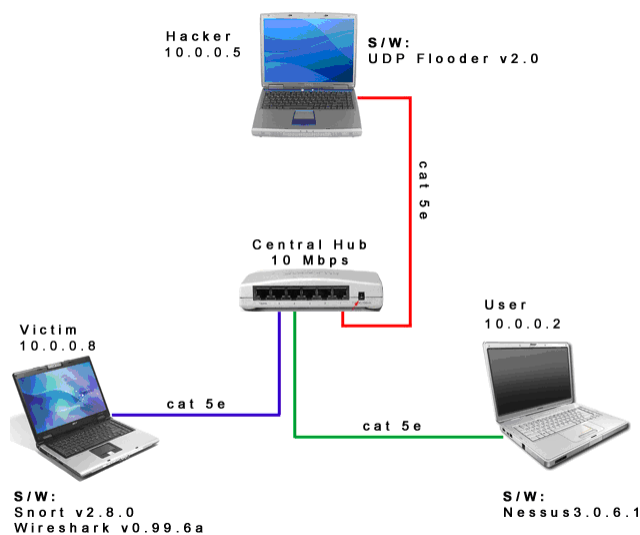 Hacker
10.0.0.5
S/W:
UDP Flooder v2.0
cat 5e
Central Hub
10 Mbps
User
10.0.0.2
Victim
10.0.0.8
cat 5e
cat 5e
S/W:
Snort v2.8.0
Wireshark v0.99.6a
S/W:
Nessus3.0.6.1